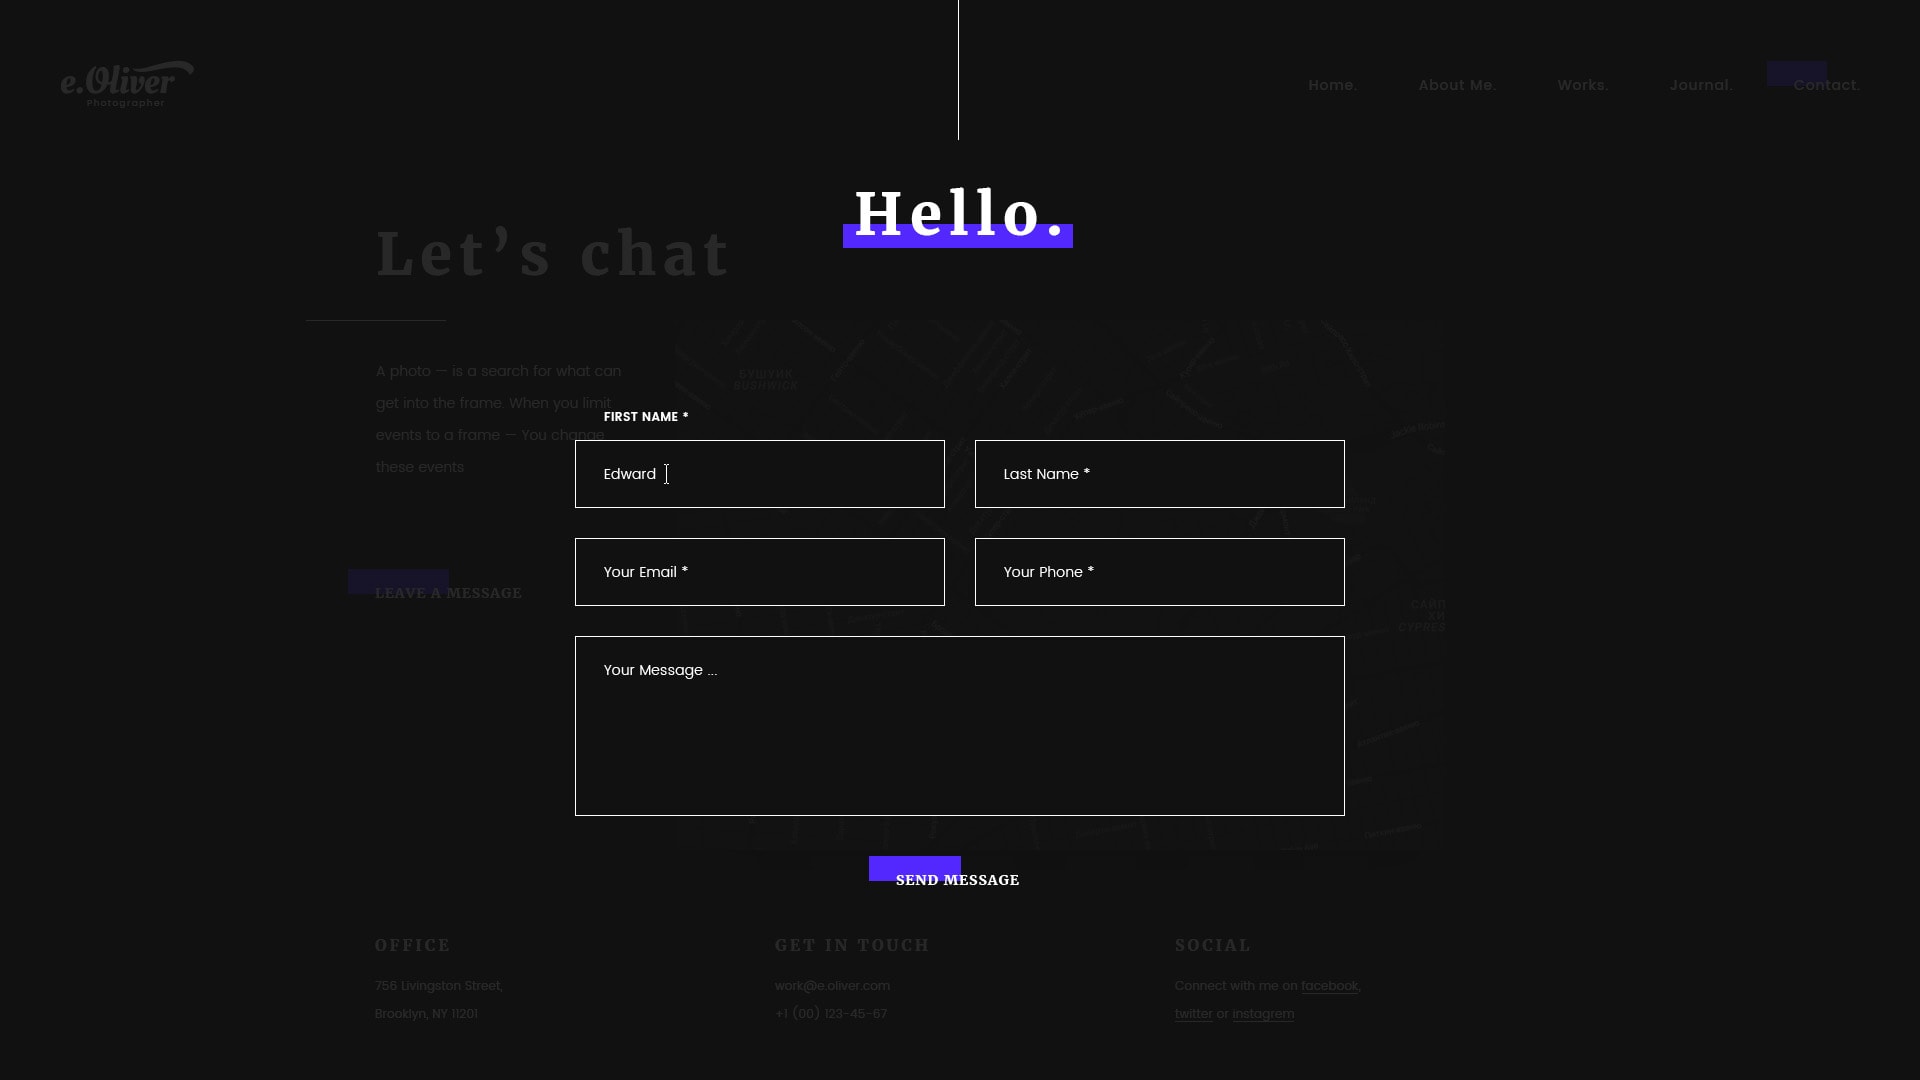 e.Oliver
Photographer
Home.
About Me.
Works.
Journal.
Contact.
Hello.
Let’s chat
A photo — is a search for what can
get into the frame. When you limit
events to a frame — You change
these events
LEAVE A MESSAGE
БУШУИК
BUSHWICK
FIRST NAME *
Edward
Last Name *
Your Email *
Your Phone *
Your Message ...
SEND MESSAGE
OFFICE
756 Livingston Street,
Brooklyn, NY 11201
GET IN TOUCH
work@e.oliver.com
+1 (00) 123-45-67
SOCIAL
Connect with me on facebook,
twitter or instagrem